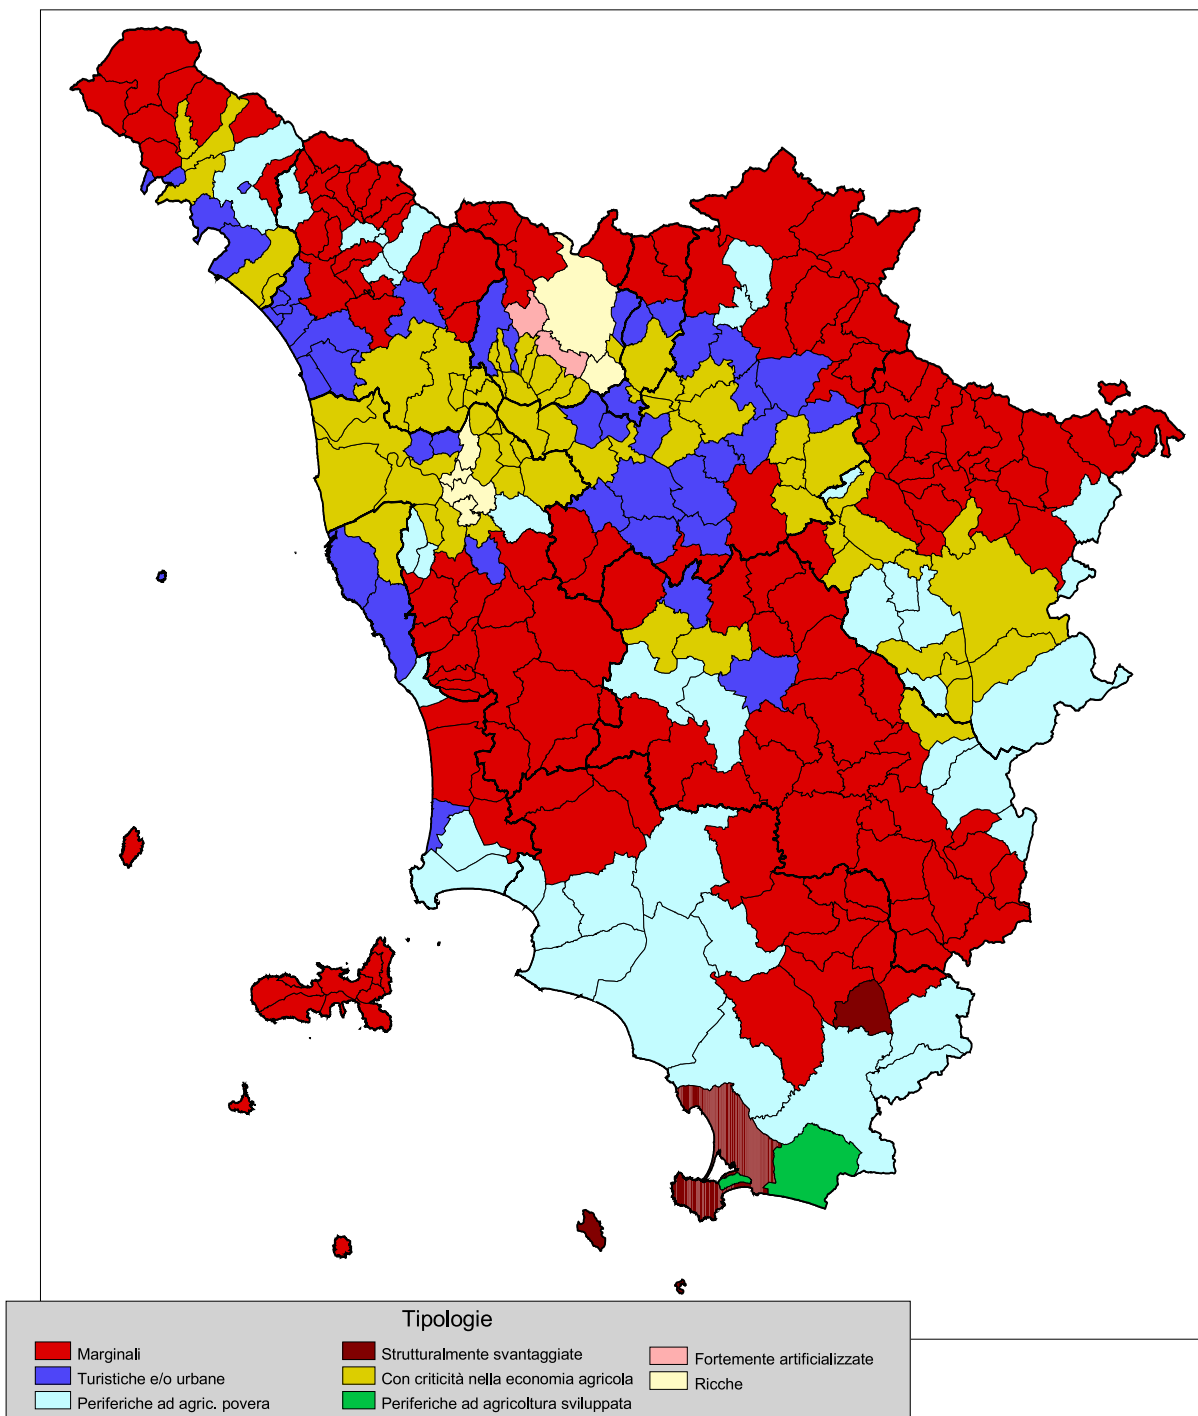 Tipologie
Marginali
Turistiche e/o urbane
Periferiche ad agric. povera
Strutturalmente svantaggiate
Con criticità nella economia agricola
Periferiche ad agricoltura sviluppata
Fortemente artificializzate
Ricche